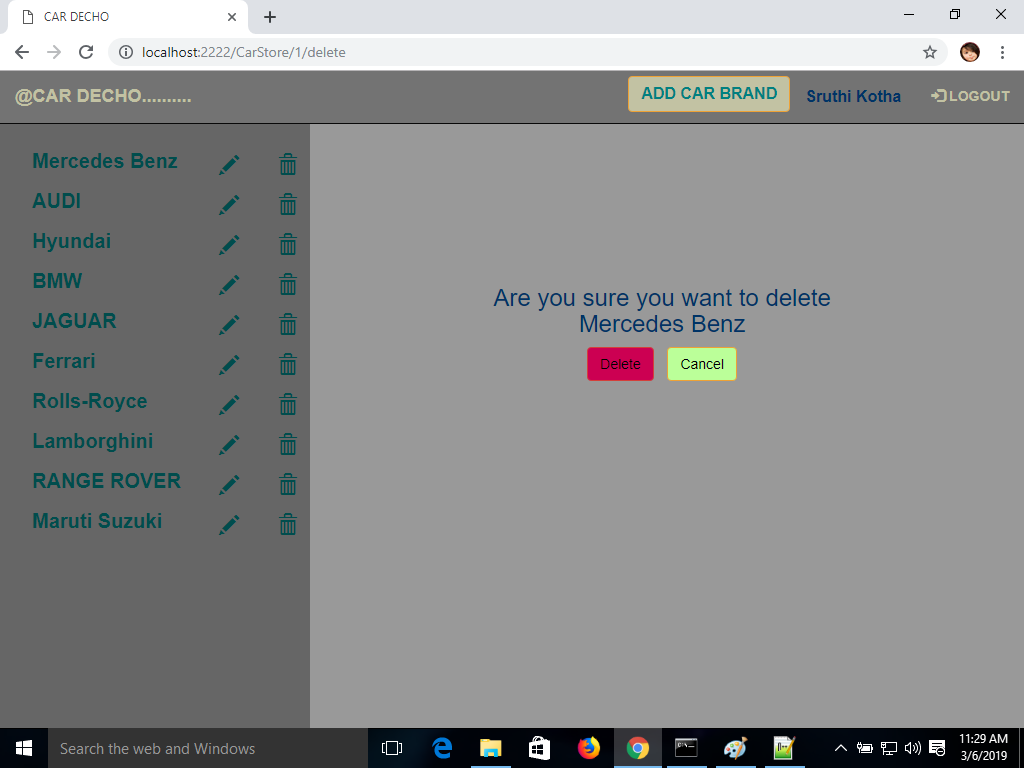 CAR DECHO
localhost:2222/CarStore/1/delete
@CAR DECHO..........
ADD CAR BRAND
Sruthi Kotha
LOGOUT
Mercedes Benz
AUDI
Hyundai
BMW
JAGUAR
Ferrari
Rolls-Royce
Lamborghini
RANGE ROVER
Maruti Suzuki
Are you sure you want to delete
Mercedes Benz
Delete
Cancel
Search the web and Windows
11:29 AM
3/6/2019